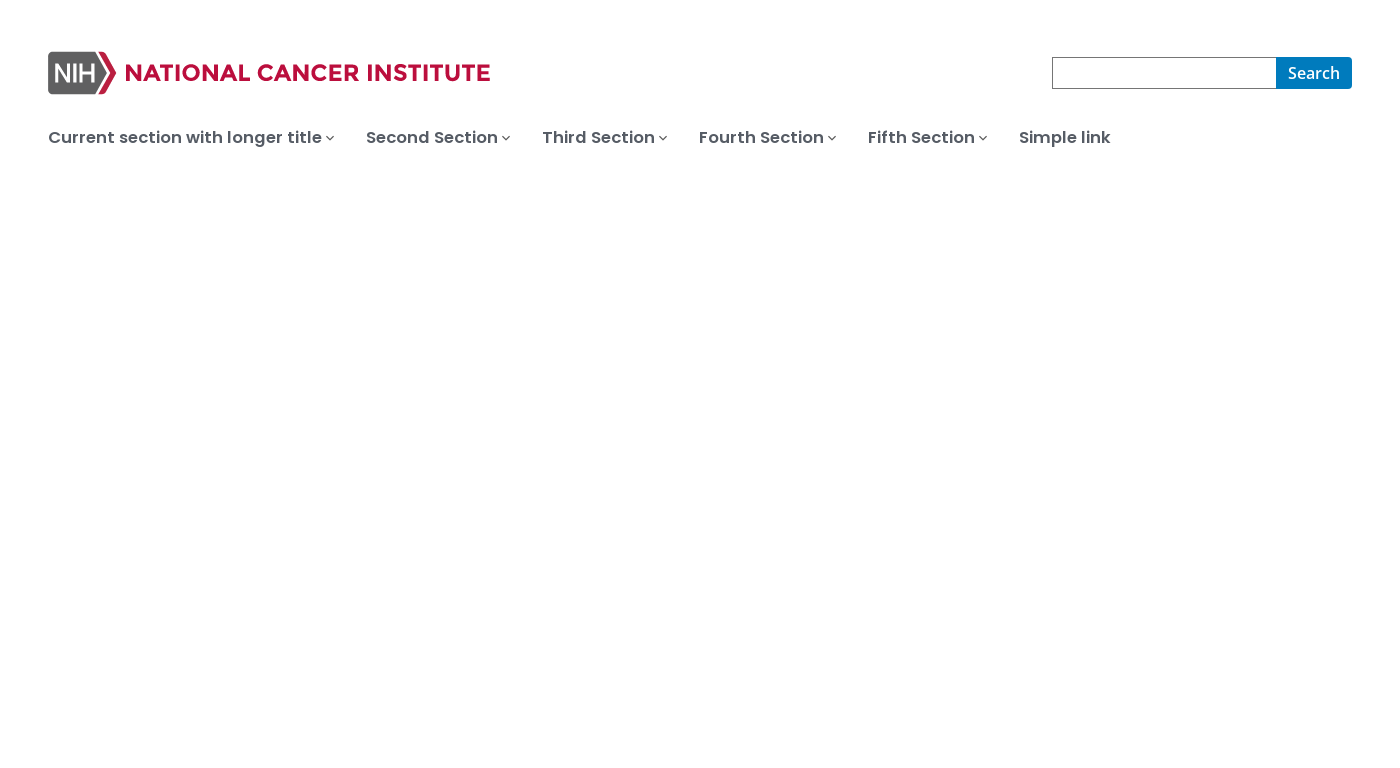 NIH NATIONAL CANCER INSTITUTE
Search
Current section with longer title Second Section Third Section Fourth Section Fifth Section Simple link